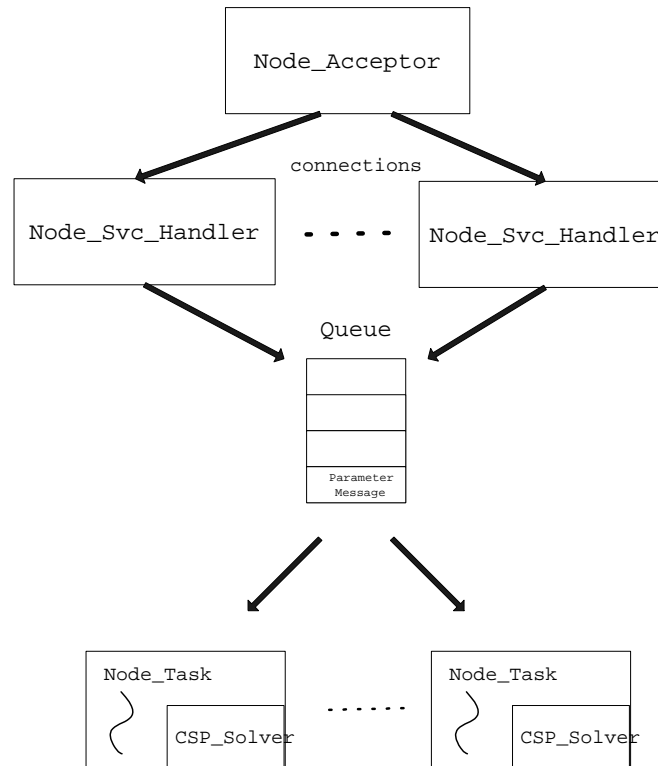 Node_Acceptor
connections
Node_Svc_Handler
Node_Svc_Handler
Queue
Parameter
Message
Node_Task
CSP_Solver
Node_Task
CSP_Solver